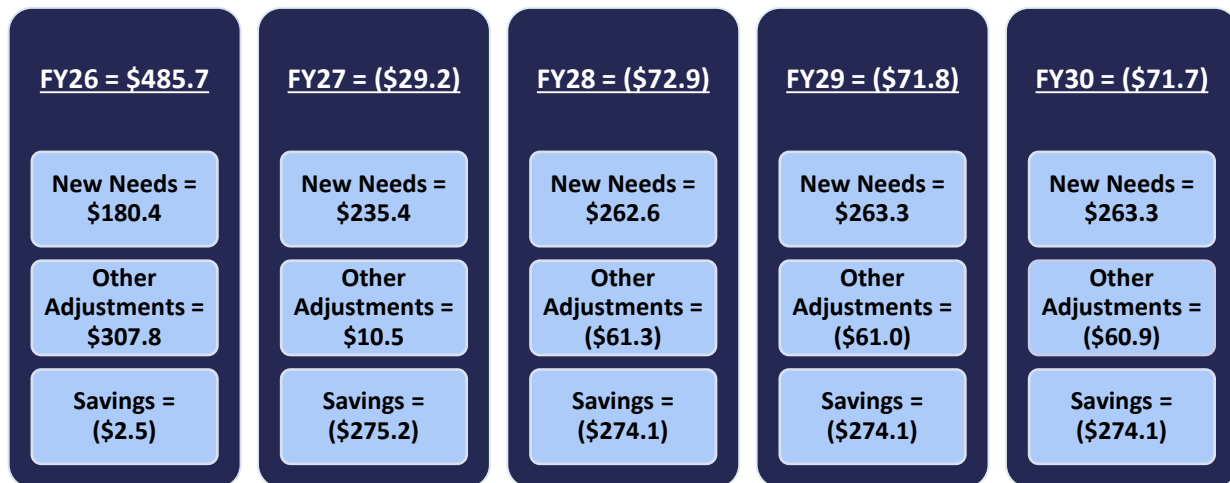 FY26 = $485.7
New Needs =
$180.4
Other
Adjustments =
$307.8
Savings =
($2.5)
FY27 = ($29.2)
New Needs =
$235.4
Other
Adjustments =
$10.5
Savings =
($275.2)
FY28 = ($72.9)
New Needs =
$262.6
Other
Adjustments =
($61.3)
Savings =
($274.1)
FY29 = ($71.8)
New Needs =
$263.3
Other
Adjustments =
($61.0)
Savings =
($274.1)
FY30 = ($71.7)
New Needs =
$263.3
Other
Adjustments =
($60.9)
Savings =
($274.1)